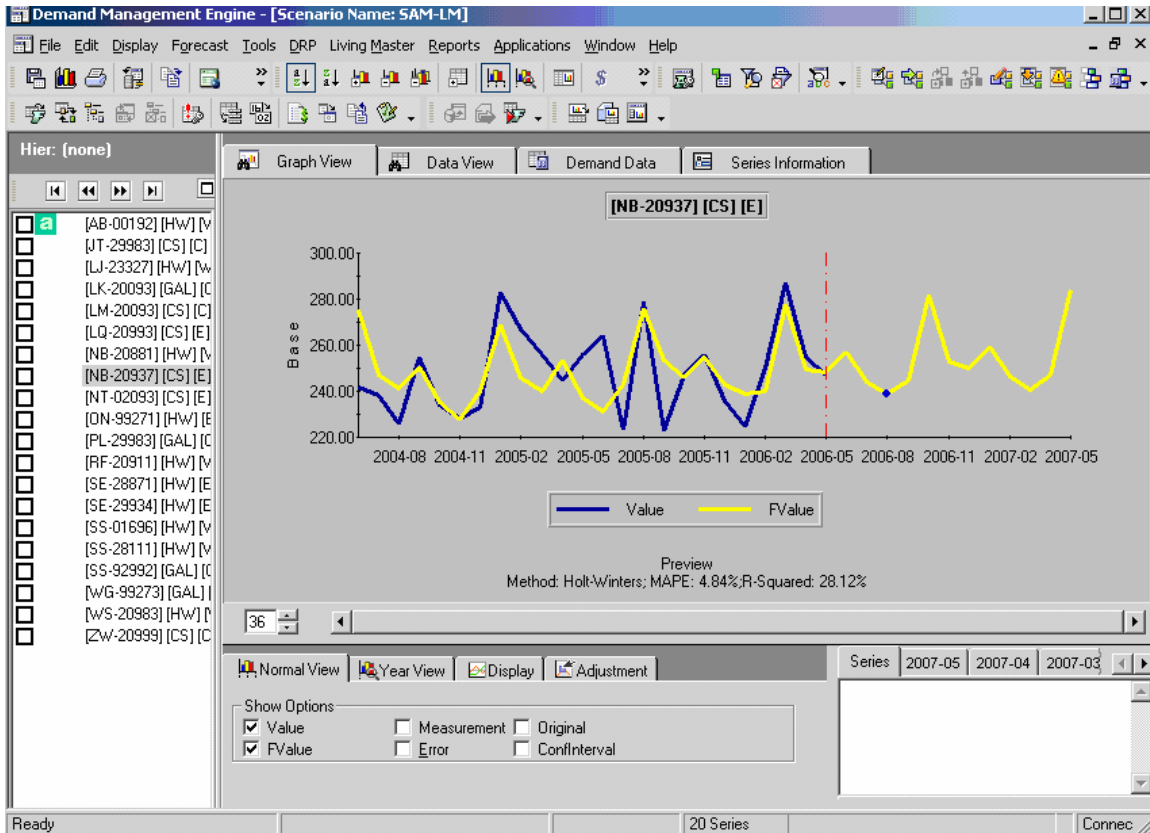 Demand Management Engine - [Scenario Name: SAM-LM]
File Edit Display Forecast Tools DRP Living Master Reports Applications Window Help
Hier: (none)
Graph View Data View Demand Data Series Information
a [AB-00192] [HW] [W
[JT-29983] [CS] [C]
[LJ-23327] [HW] [W
[LK-20093] [GAL] [C
[LM-20093] [CS] [C]
[LQ-20993] [CS] [E]
[NB-20881] [HW] [W
[NB-20937] [CS] [E]
[NT-02093] [CS] [E]
[ON-99271] [HW] [E
[PL-29983] [GAL] [C
[RF-20911] [HW] [W
[SE-28871] [HW] [E
[SE-29934] [HW] [E
[SS-01696] [HW] [W
[SS-28111] [HW] [W
[SS-92992] [GAL] [C
[WG-99273] [GAL] [
[WS-20983] [HW] [
[ZW-20999] [CS] [C
[NB-20937] [CS] [E]
Base
300.00
280.00
260.00
240.00
220.00
2004-08 2004-11 2005-02 2005-05 2005-08 2005-11 2006-02 2006-05 2006-08 2006-11 2007-02 2007-05
Value FValue
Preview
Method: Holt-Winters; MAPE: 4.84%;R-Squared: 28.12%
36
Normal View Year View Display Adjustment
Show Options
Value Measurement Original
FValue Error ConfInterval
Series 2007-05 2007-04 2007-03
Ready 20 Series Connec